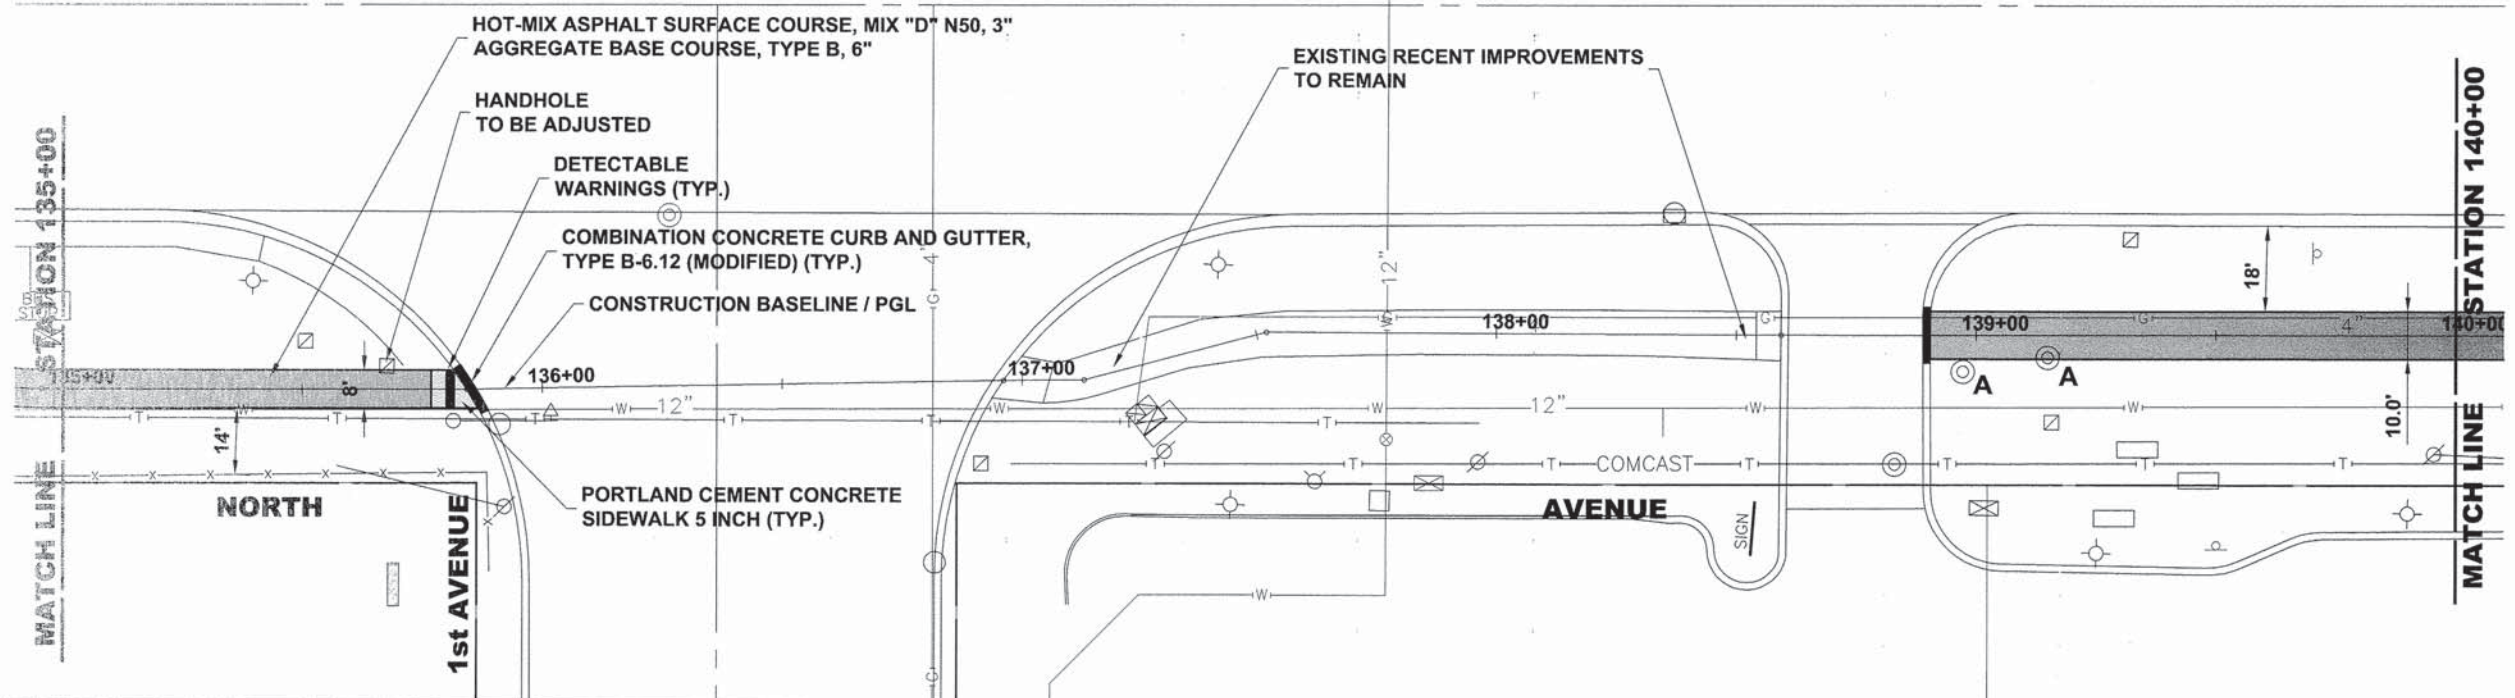 HOT-MIX ASPHALT SURFACE COURSE, MIX "D" N50, 3"
AGGREGATE BASE COURSE, TYPE B, 6"
EXISTING RECENT IMPROVEMENTS
TO REMAIN
HANDHOLE
TO BE ADJUSTED
DETECTABLE
WARNINGS (TYP.)
COMBINATION CONCRETE CURB AND GUTTER,
TYPE B-6.12 (MODIFIED) (TYP.)
CONSTRUCTION BASELINE / PGL
PORTLAND CEMENT CONCRETE
SIDEWALK 5 INCH (TYP.)
MATCH LINE STATION 135+00
MATCH LINE STATION 140+00
135+00
136+00
137+00
138+00
139+00
140+00
8'
14'
18'
10.0'
4"
12"
12"
12"
4"
G
G
G
G
G
W
W
W
W
W
W
W
W
T
T
T
T
T
T
T
T
T
T
T
T
T
T
X
X
X
X
X
X
X
X
A
A
COMCAST
NORTH
AVENUE
1st AVENUE
SIGN